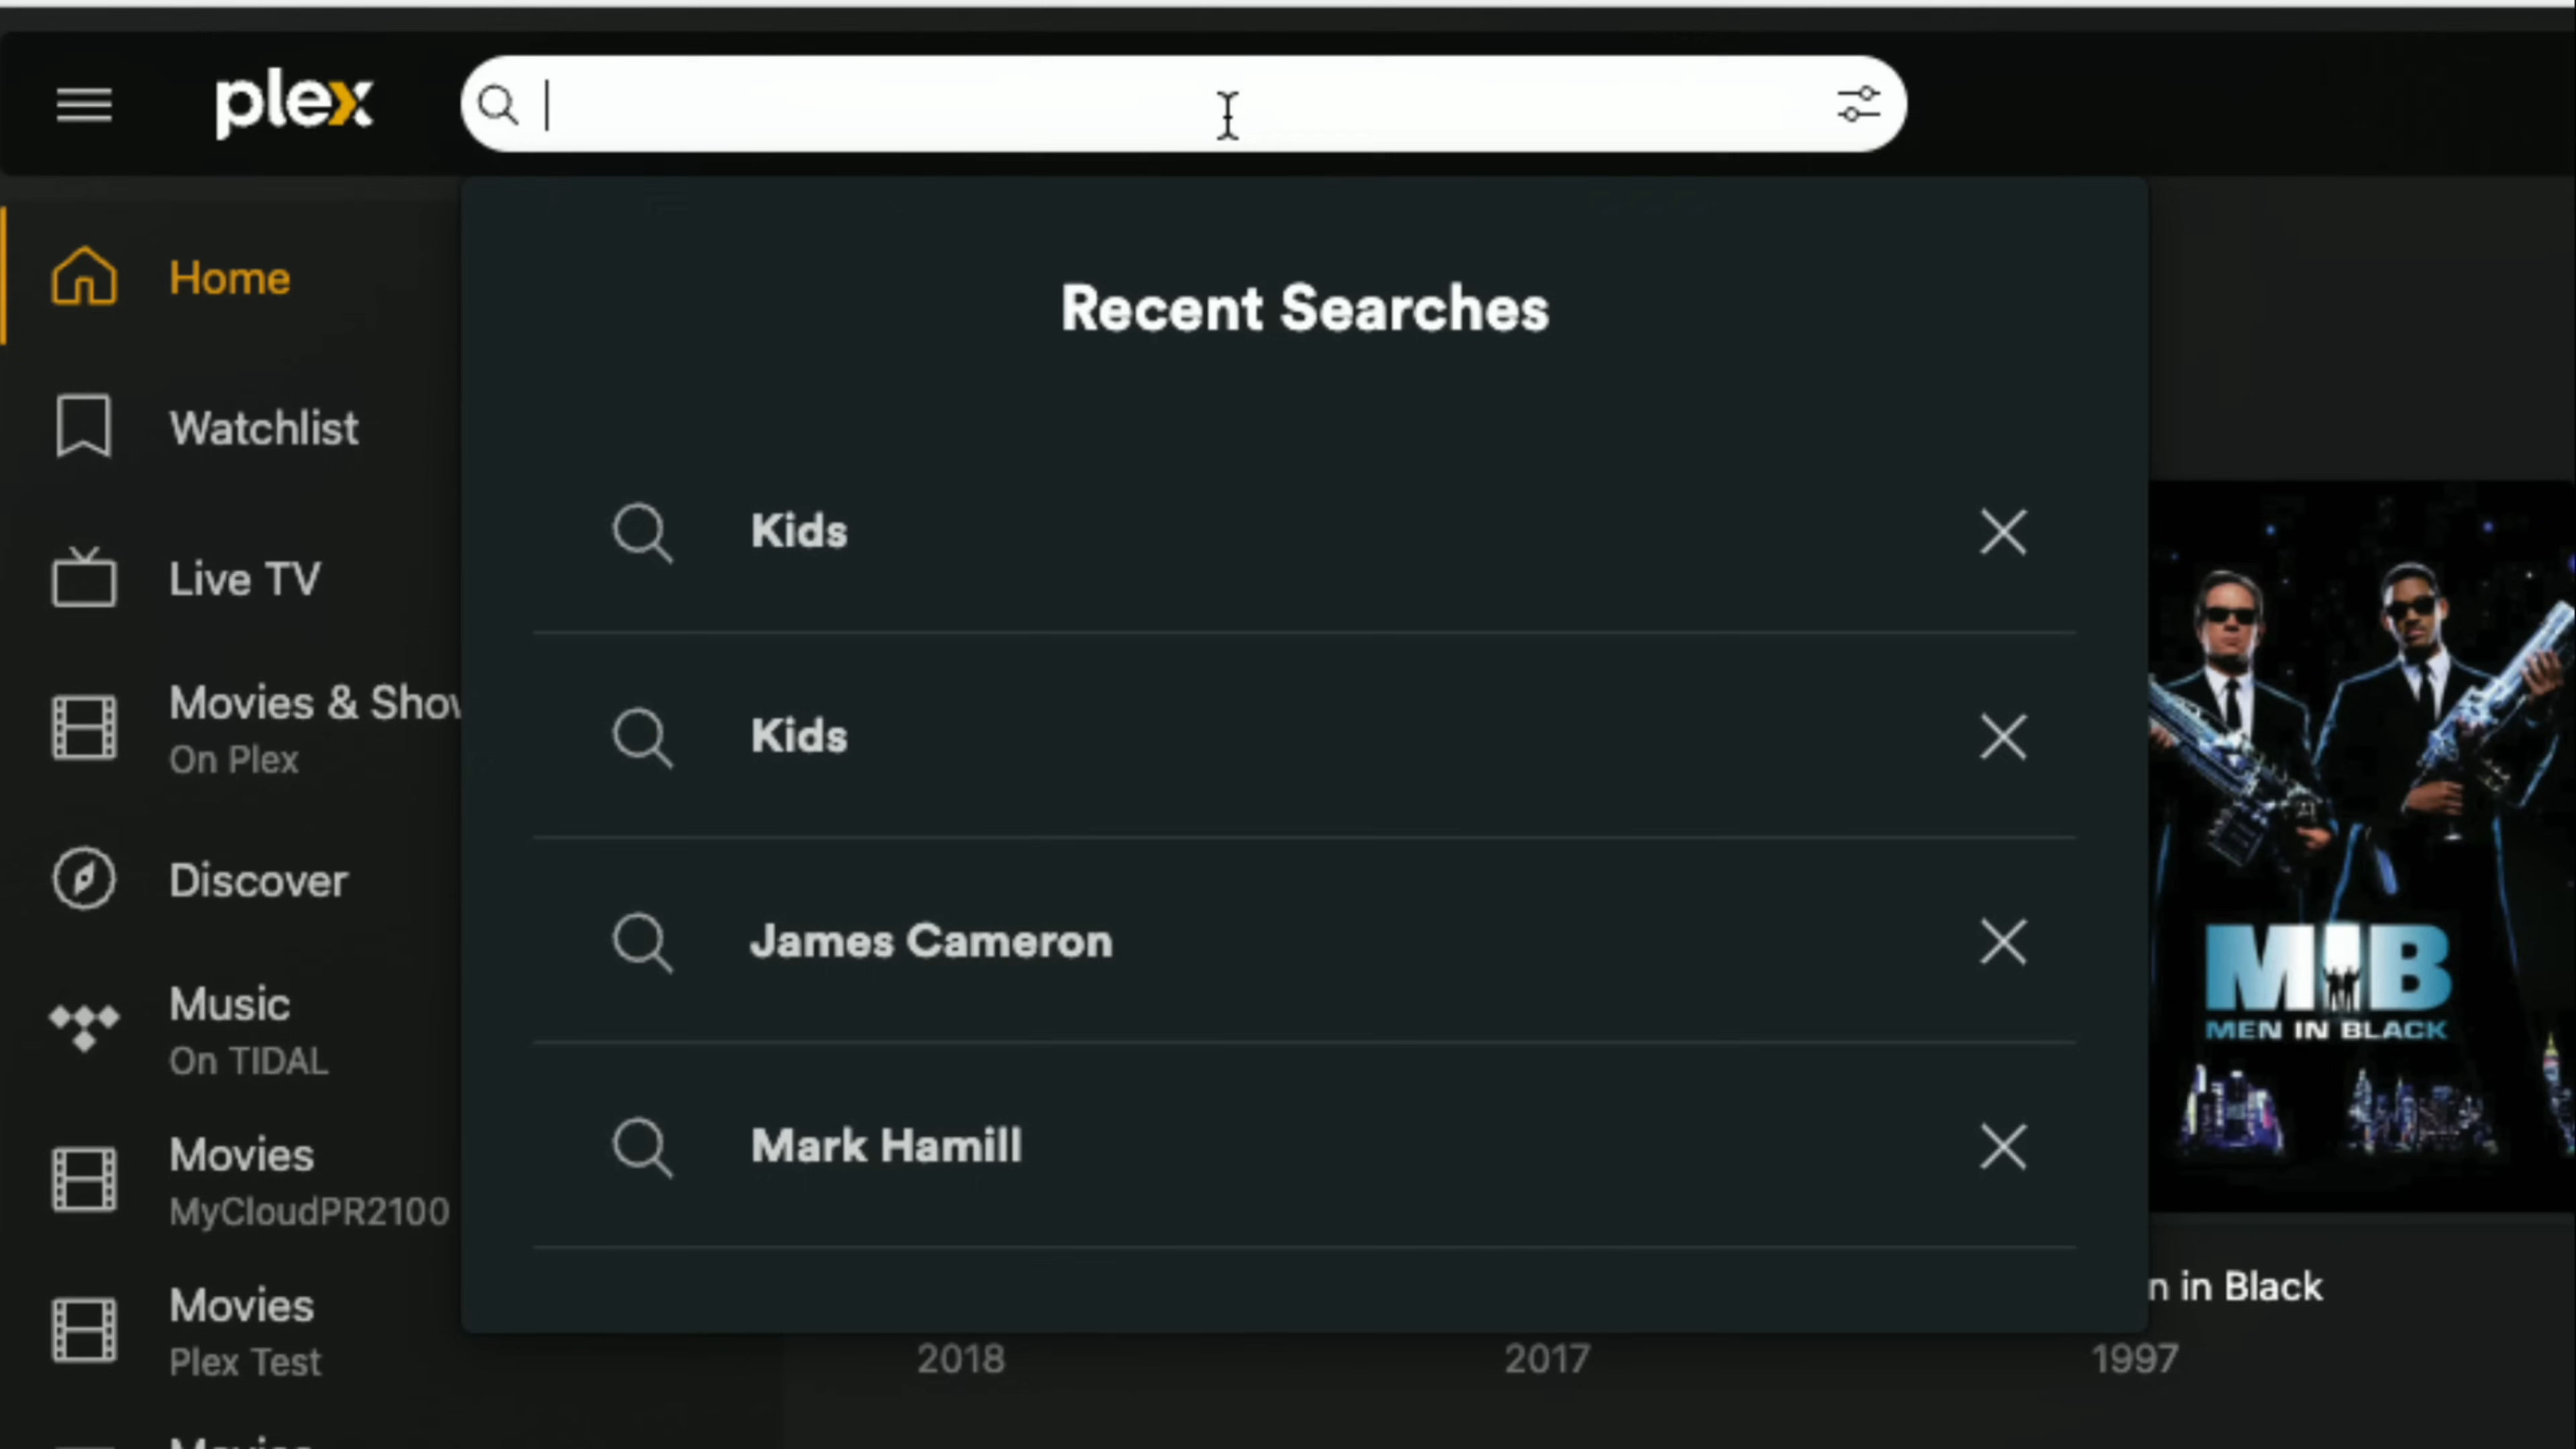 plex
Home
Watchlist
Live TV
Movies & Show
On Plex
Discover
Music
On TIDAL
Movies
MyCloudPR2100
Movies
Plex Test
Movies
Recent Searches
Kids
Kids
James Cameron
Mark Hamill
MIB
MEN IN BLACK
n in Black
2018
2017
1997